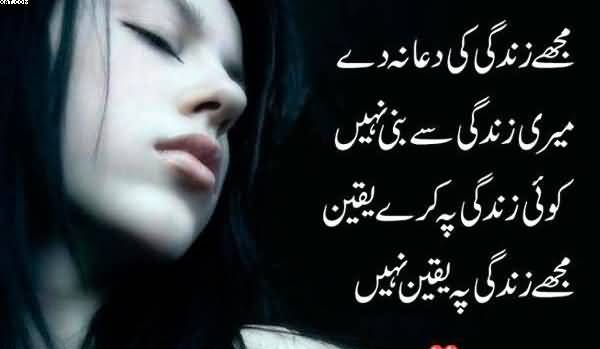 مجھے زندگی کی دعا نہ دے
میری زندگی سے بنی نہیں
کوئی زندگی پہ کرے یقین
مجھے زندگی پہ یقین نہیں